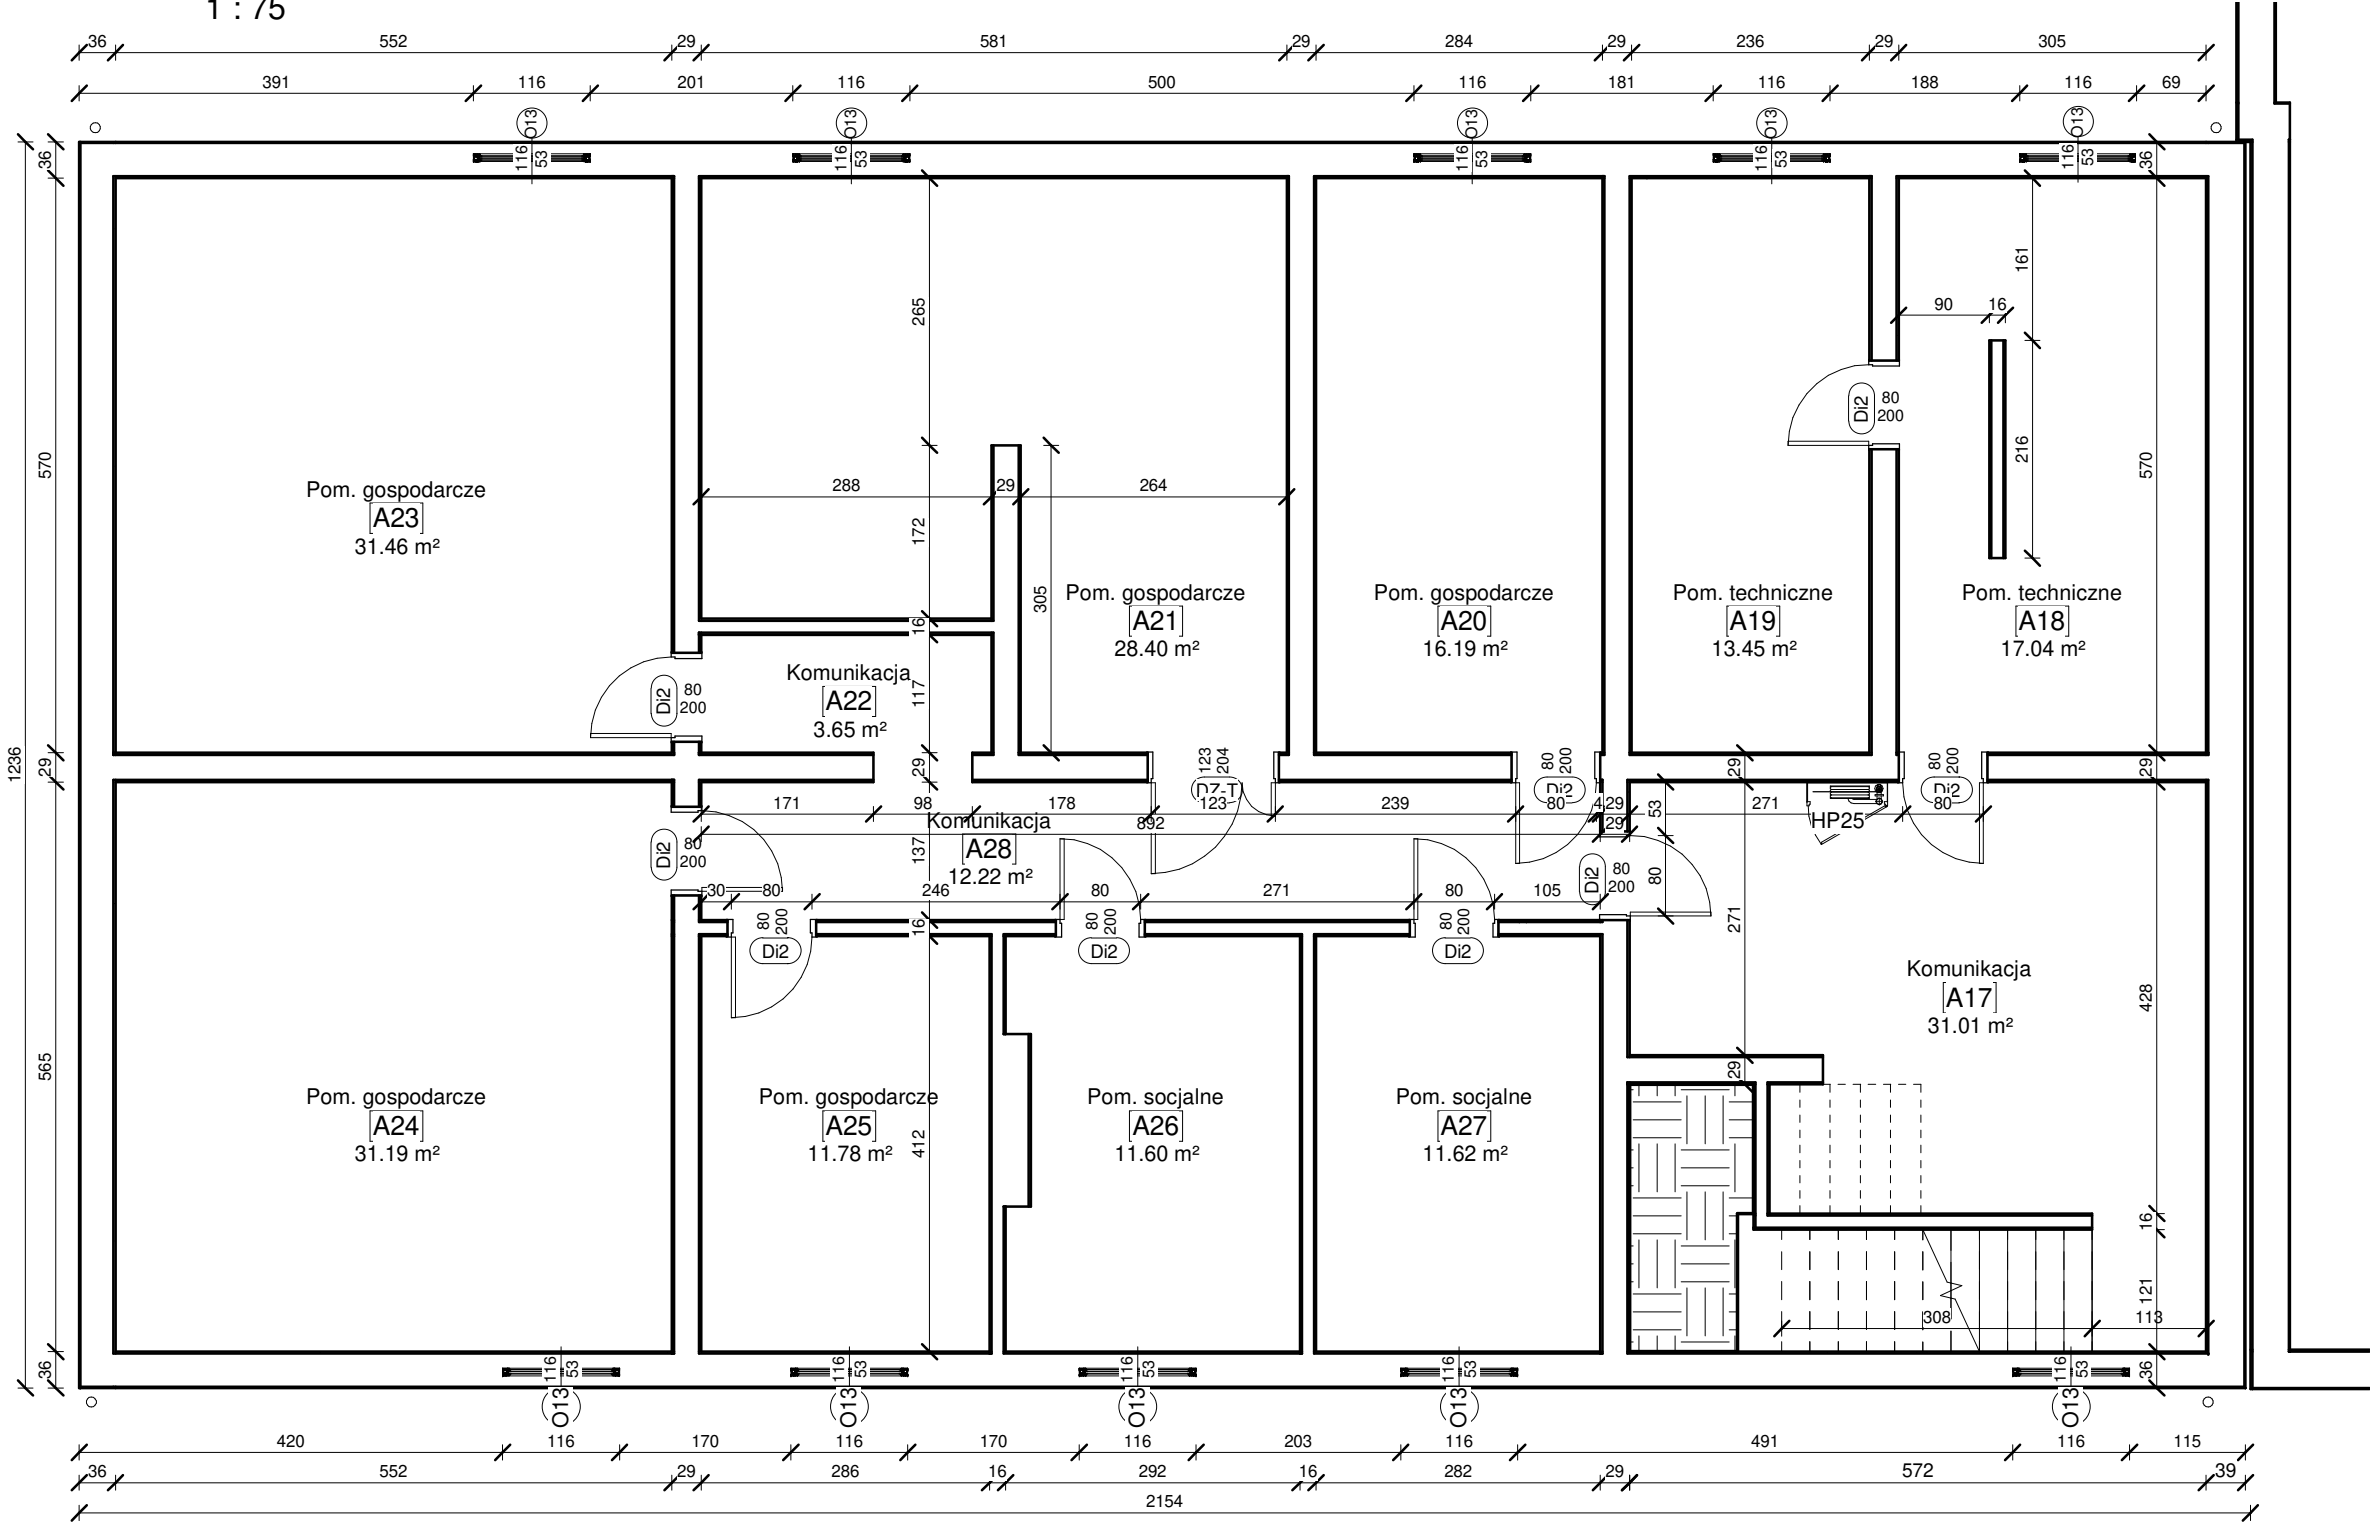 1 : 75
36 552 29 581 29 284 29 236 29 305
391 116 201 116 500 116 181 116 188 116 69
O13 O13 O13 O13 O13
116 53 116 53 116 53 116 53 116 53
36 36
161
265
90 16
Di2 80 200
216
570 570
288 29 264
172
Pom. gospodarcze
[A23]
31.46 m²
305
16
Pom. gospodarcze
[A21]
28.40 m²
Pom. gospodarcze
[A20]
16.19 m²
Pom. techniczne
[A19]
13.45 m²
Pom. techniczne
[A18]
17.04 m²
Di2 80 200
Komunikacja
[A22]
3.65 m²
117
1236
29 29 29 29
123 204
DZ-T
80 200
Di2
80 200
Di2
171 98 178 123 239 80 4 29 271 80
53
HP25
892 29
Komunikacja
[A28]
12.22 m²
137
Di2 80 200
Di2 80 200
80
30 80 246 80 271 80 105
80 200
Di2
80 200
Di2
80 200
Di2
16
271
Komunikacja
[A17]
31.01 m²
428
29
565
Pom. gospodarcze
[A24]
31.19 m²
Pom. gospodarcze
[A25]
11.78 m²
412
Pom. socjalne
[A26]
11.60 m²
Pom. socjalne
[A27]
11.62 m²
16
121
308 113
36 36
116 53 116 53 116 53 116 53 116 53
O13 O13 O13 O13 O13
420 116 170 116 170 116 203 116 491 116 115
36 552 29 286 16 292 16 282 29 572 39
2154